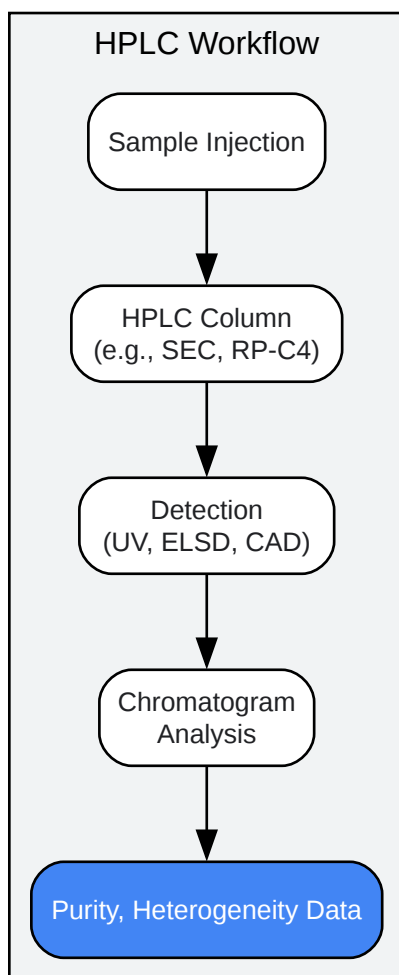 HPLC Workflow
Sample Injection
HPLC Column
(e.g., SEC, RP-C4)
Detection
(UV, ELSD, CAD)
Chromatogram
Analysis
Purity, Heterogeneity Data